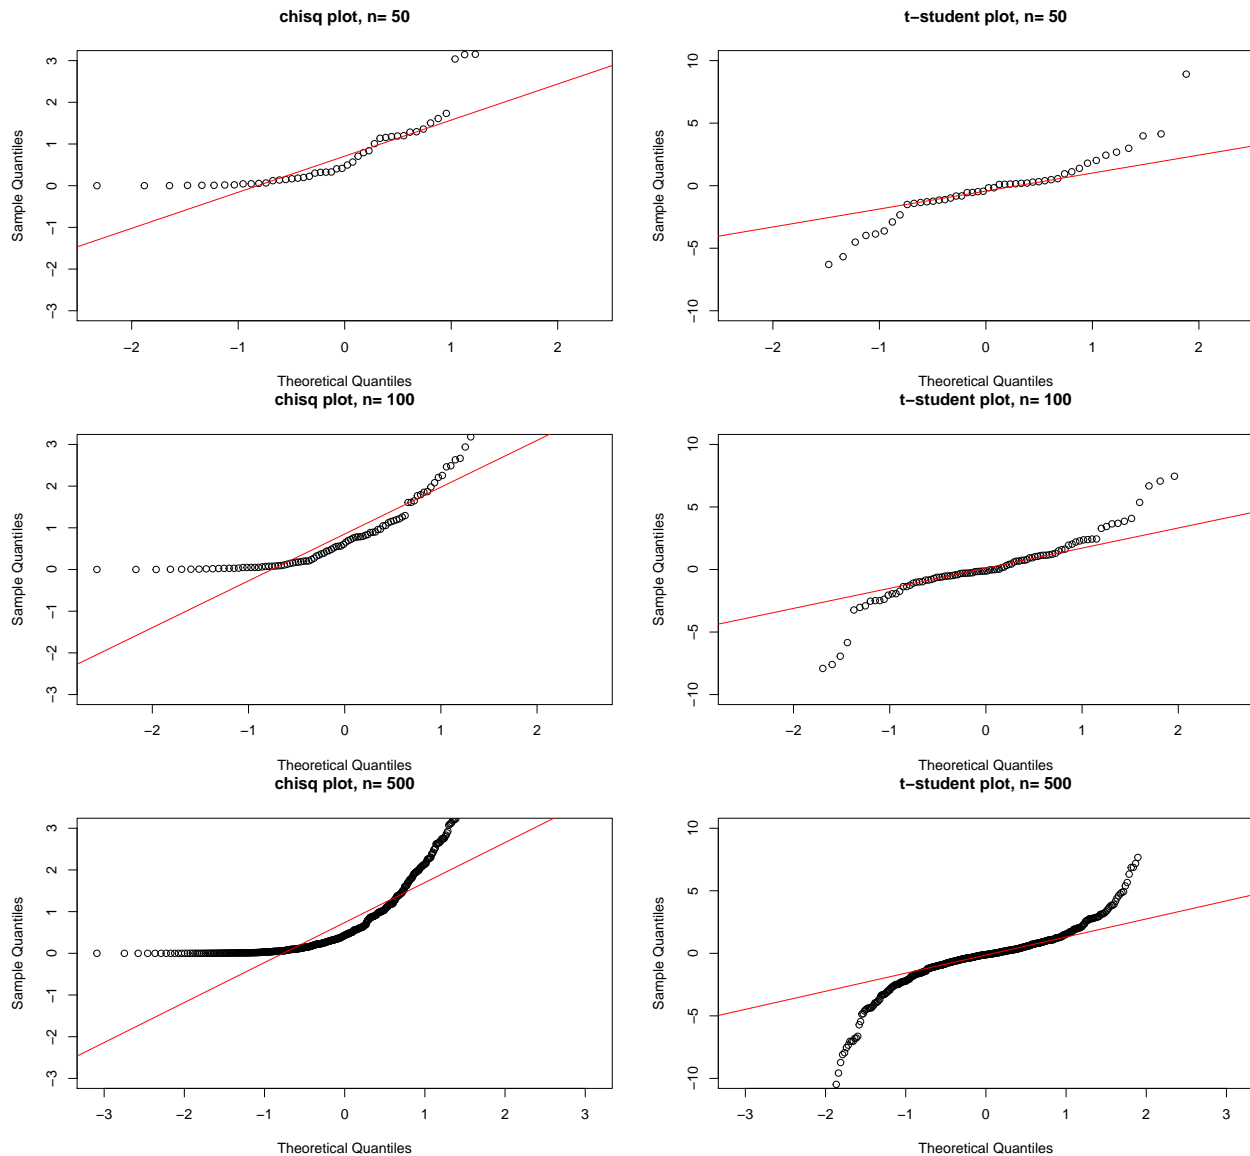 chisq plot, n= 50
3
2
1
0
−1
−2
−3
Sample Quantiles
−2 −1 0 1 2
Theoretical Quantiles
t−student plot, n= 50
10
5
0
−5
−10
Sample Quantiles
−2 −1 0 1 2
Theoretical Quantiles
chisq plot, n= 100
3
2
1
0
−1
−2
−3
Sample Quantiles
−2 −1 0 1 2
Theoretical Quantiles
t−student plot, n= 100
10
5
0
−5
−10
Sample Quantiles
−2 −1 0 1 2
Theoretical Quantiles
chisq plot, n= 500
3
2
1
0
−1
−2
−3
Sample Quantiles
−3 −2 −1 0 1 2 3
Theoretical Quantiles
t−student plot, n= 500
10
5
0
−5
−10
Sample Quantiles
−3 −2 −1 0 1 2 3
Theoretical Quantiles